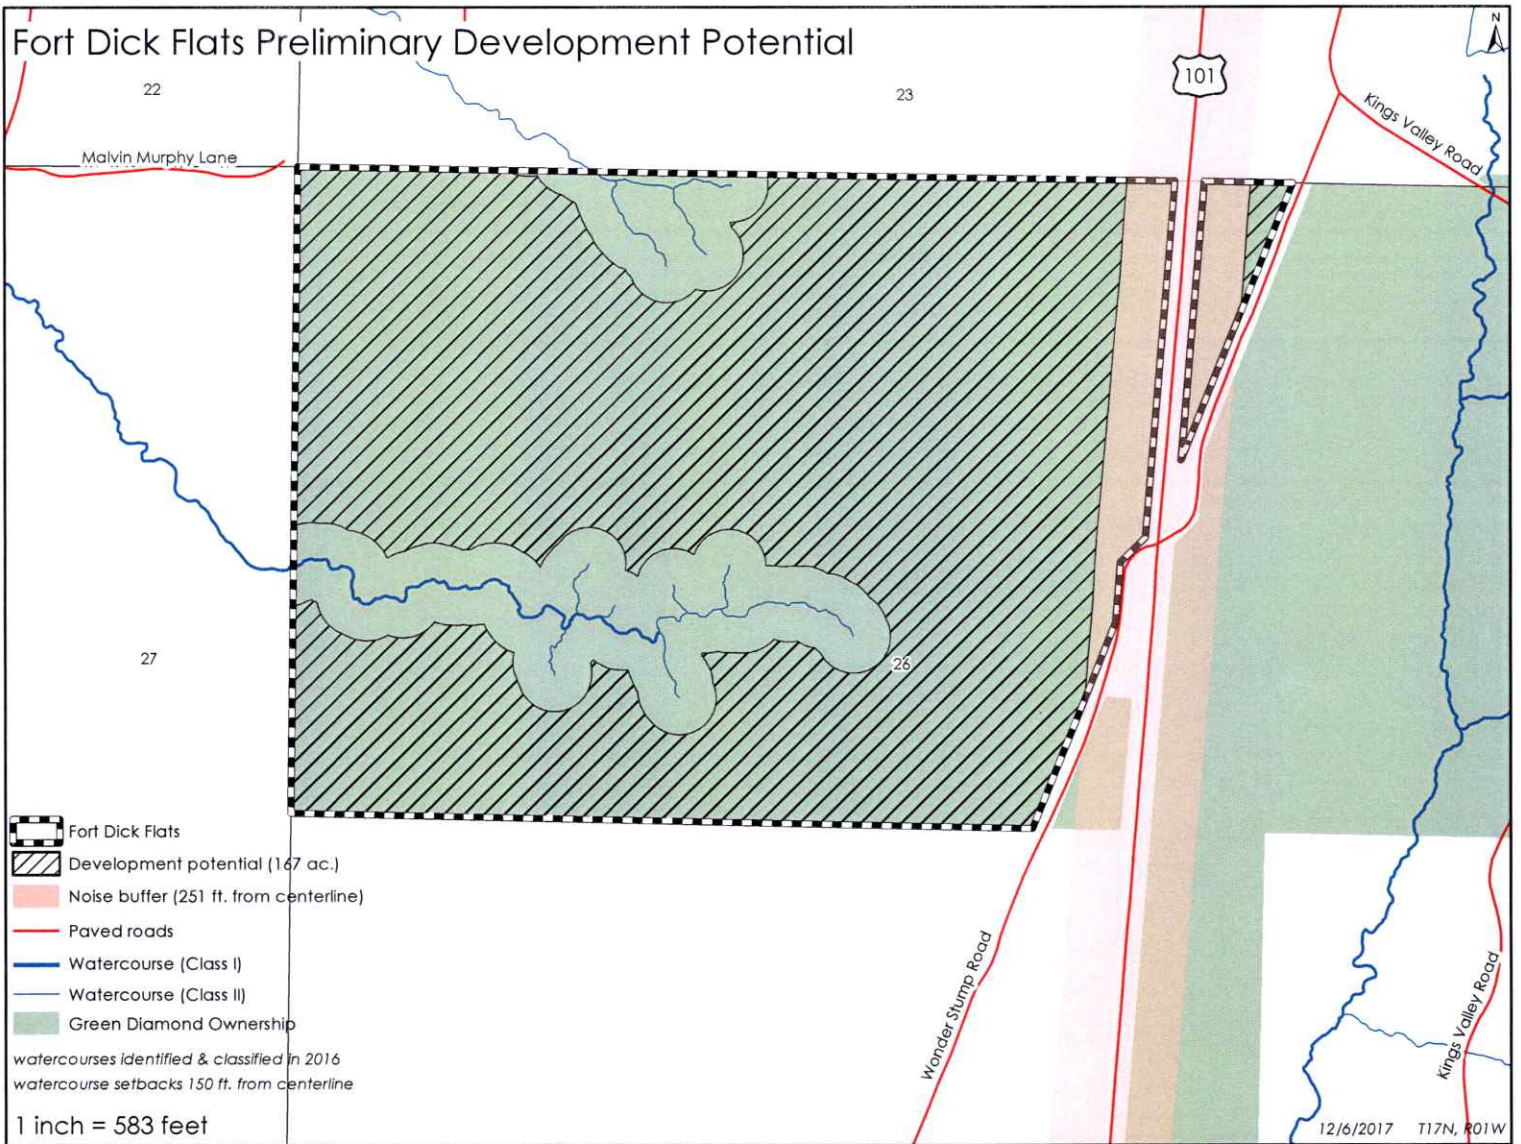 Fort Dick Flats Preliminary Development Potential
N
101
22
23
Kings Valley Road
Malvin Murphy Lane
27
26
Fort Dick Flats
Development potential (167 ac.)
Noise buffer (251 ft. from centerline)
Paved roads
Watercourse (Class I)
Watercourse (Class II)
Green Diamond Ownership
watercourses identified & classified in 2016
watercourse setbacks 150 ft. from centerline
1 inch = 583 feet
Wonder Stump Road
Kings Valley Road
12/6/2017 T17N, R01W